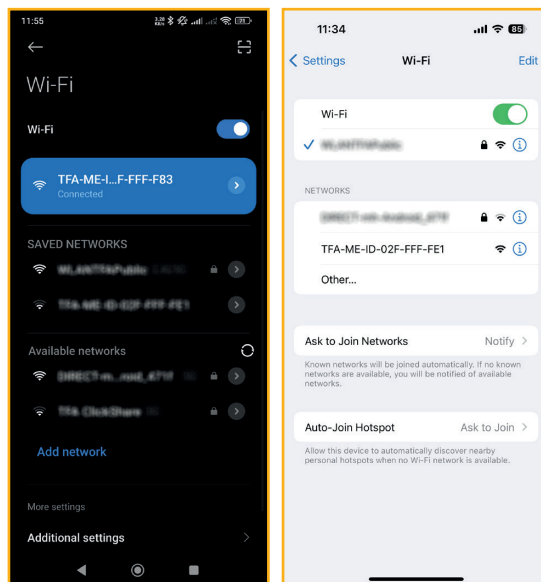 11:55
Wi-Fi
Wi-Fi
TFA-ME-I...F-FFF-F83
Connected
SAVED NETWORKS
Available networks
Add network
More settings
Additional settings
11:34
85
Settings
Wi-Fi
Edit
Wi-Fi
NETWORKS
TFA-ME-ID-02F-FFF-FE1
Other...
Ask to Join Networks
Notify
Known networks will be joined automatically. If no known
networks are available, you will be notified of available
networks.
Auto-Join Hotspot
Ask to Join
Allow this device to automatically discover nearby
personal hotspots when no Wi-Fi network is available.